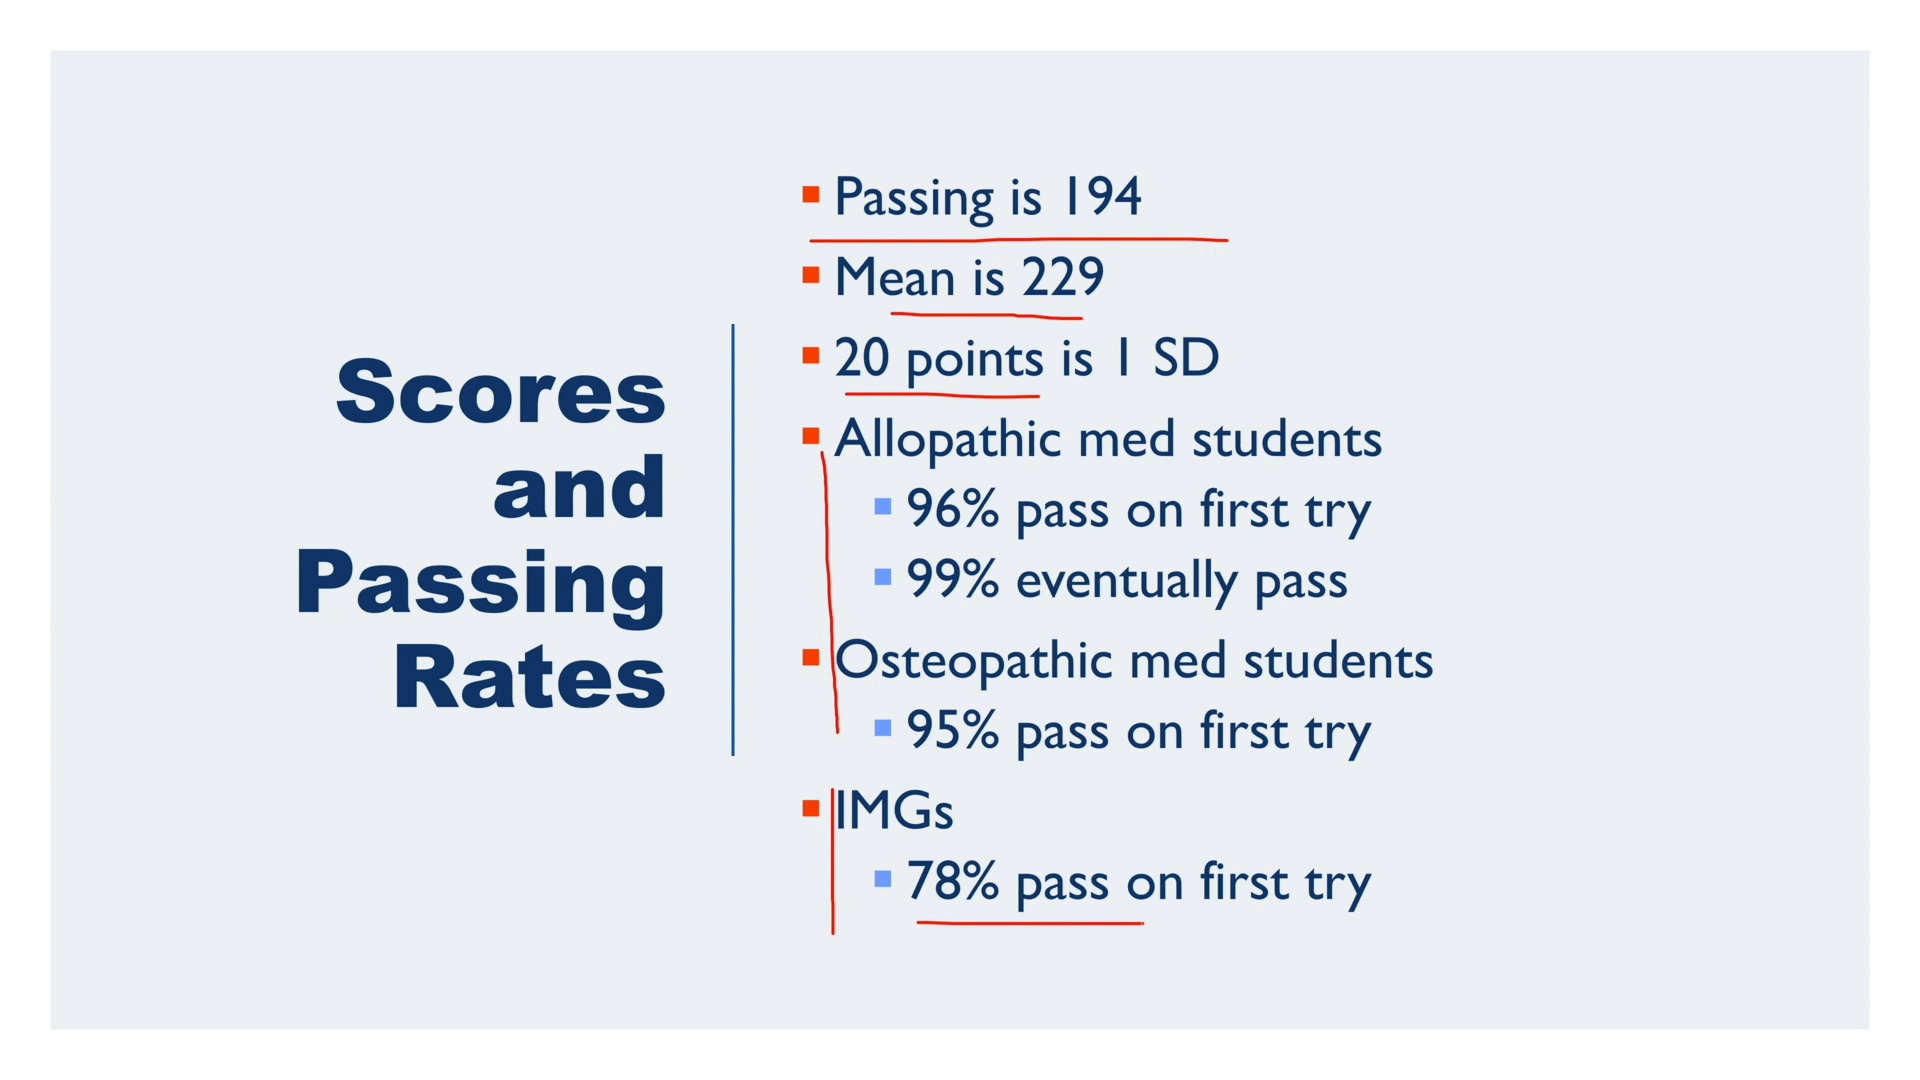 Scores
and
Passing
Rates
Passing is 194
Mean is 229
20 points is 1 SD
Allopathic med students
96% pass on first try
99% eventually pass
Osteopathic med students
95% pass on first try
IMGs
78% pass on first try